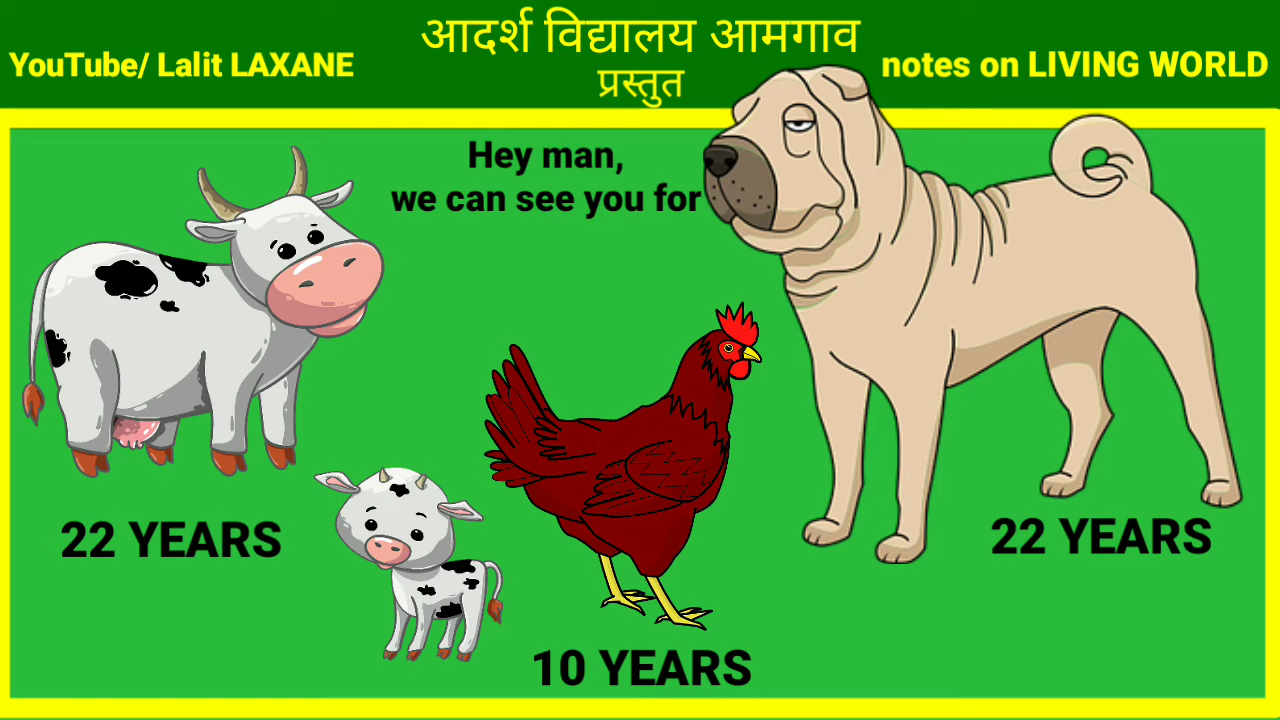 आदर्श विद्यालय आमगाव
प्रस्तुत
YouTube/ Lalit LAXANE
notes on LIVING WORLD
Hey man,
we can see you for
22 YEARS
22 YEARS
10 YEARS